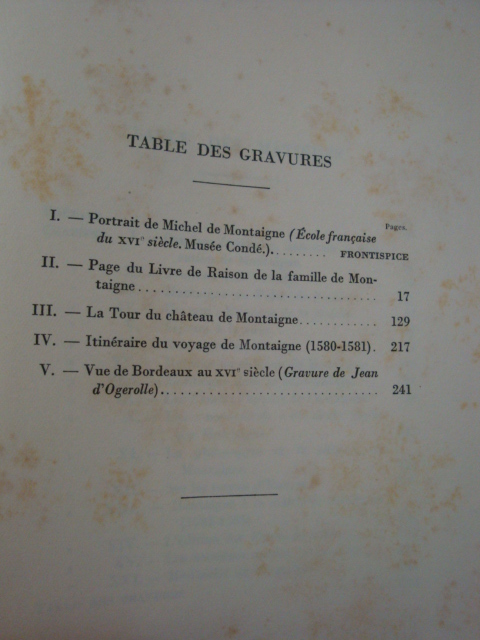 TABLE DES GRAVURES
Pages.
I. — Portrait de Michel de Montaigne (École française
du XVIe siècle. Musée Condé.)......... FRONTISPICE
II. — Page du Livre de Raison de la famille de Mon-
taigne................................. 17
III. — La Tour du château de Montaigne........... 129
IV. — Itinéraire du voyage de Montaigne (1580-1581). 217
V. — Vue de Bordeaux au XVIe siècle (Gravure de Jean
d'Ogerolle)............................... 241